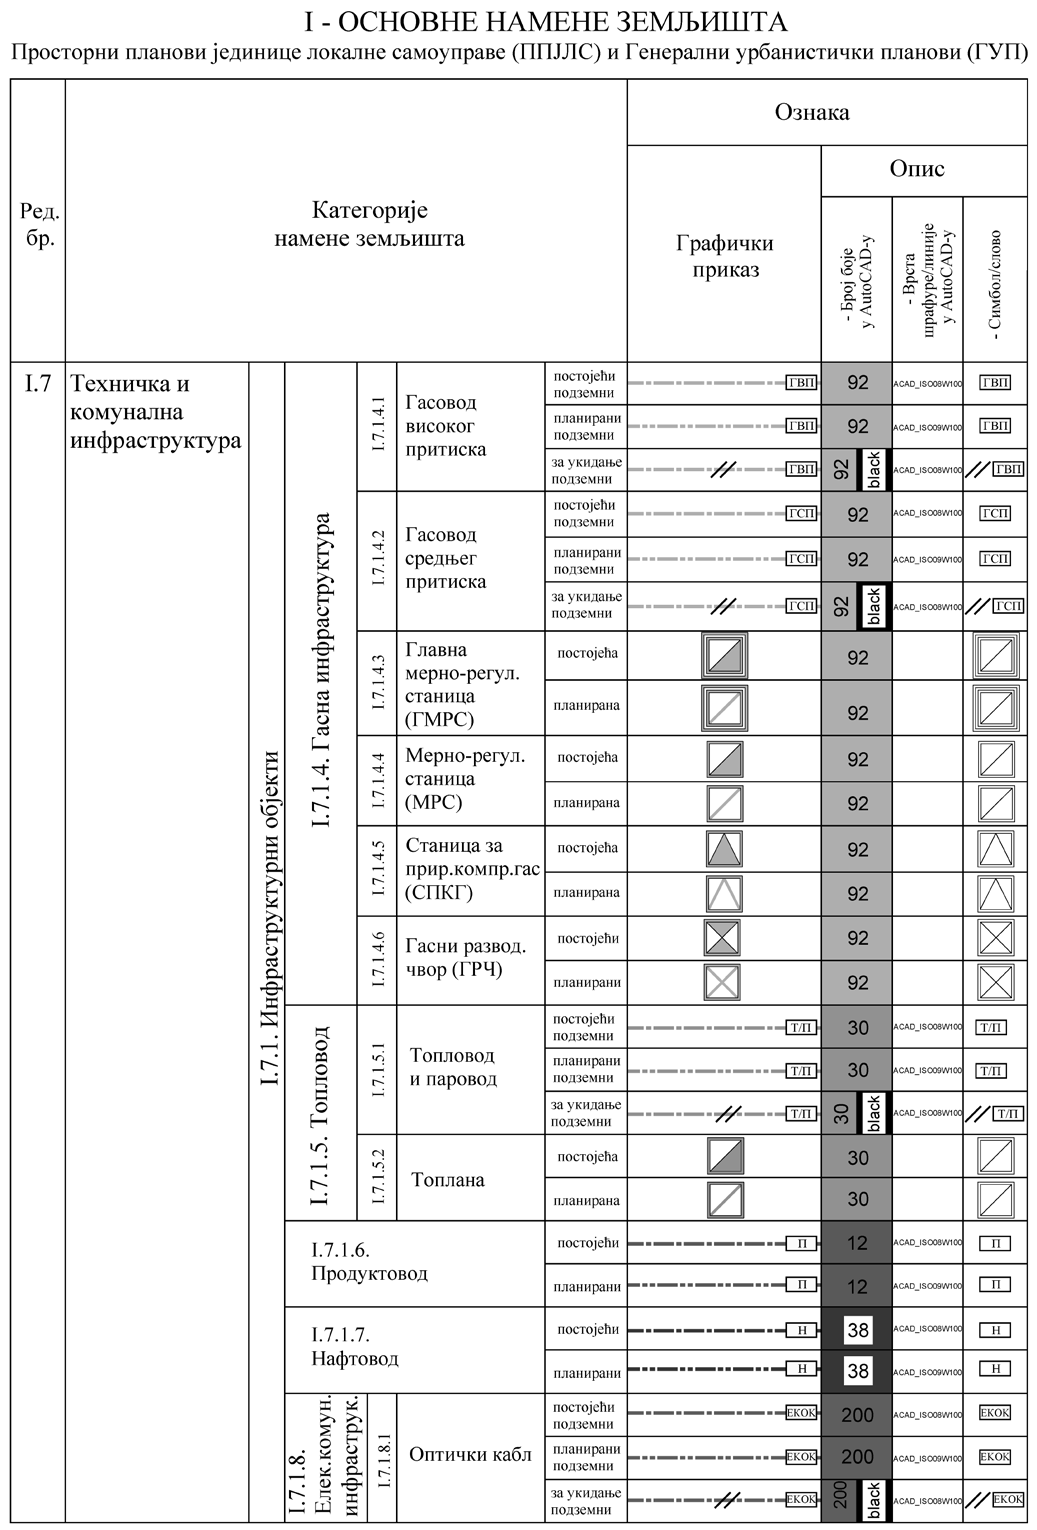 I - ОСНОВНЕ НАМЕНЕ ЗЕМЉИШТА
Просторни планови јединице локалне самоуправе (ППЈЛС) и Генерални урбанистички планови (ГУП)
Ред.
бр.
Категорије
намене земљишта
Ознака
Графички
приказ
Опис
- Број боје
у AutoCAD-у
- Врста
шрафуре/линије
у AutoCAD-у
- Симбол/слово
I.7
Техничка и
комунална
инфраструктура
I.7.1. Инфраструктурни објекти
I.7.1.4. Гасна инфраструктура
I.7.1.4.1
Гасовод
високог
притиска
постојећи
подземни
ГВП
92
ACAD_ISO08W100
ГВП
планирани
подземни
ГВП
92
ACAD_ISO09W100
ГВП
за укидање
подземни
ГВП
92
black
ACAD_ISO08W100
ГВП
I.7.1.4.2
Гасовод
средњег
притиска
постојећи
подземни
ГСП
92
ACAD_ISO08W100
ГСП
планирани
подземни
ГСП
92
ACAD_ISO09W100
ГСП
за укидање
подземни
ГСП
92
black
ACAD_ISO08W100
ГСП
I.7.1.4.3
Главна
мерно-регул.
станица
(ГМРС)
постојећа
92
планирана
92
I.7.1.4.4
Мерно-регул.
станица
(МРС)
постојећа
92
планирана
92
I.7.1.4.5
Станица за
прир.компр.гас
(СПКГ)
постојећа
92
планирана
92
I.7.1.4.6
Гасни развод.
чвор (ГРЧ)
постојећи
92
планирани
92
I.7.1.5. Топловод
I.7.1.5.1
Топловод
и паровод
постојећи
подземни
Т/П
30
ACAD_ISO08W100
Т/П
планирани
подземни
Т/П
30
ACAD_ISO09W100
Т/П
за укидање
подземни
Т/П
30
black
ACAD_ISO08W100
Т/П
I.7.1.5.2
Топлана
постојећа
30
планирана
30
I.7.1.6.
Продуктовод
постојећи
П
12
ACAD_ISO08W100
П
планирани
П
12
ACAD_ISO09W100
П
I.7.1.7.
Нафтовод
постојећи
Н
38
ACAD_ISO08W100
Н
планирани
Н
38
ACAD_ISO09W100
Н
I.7.1.8.
Елек.комун.
инфраструк.
I.7.1.8.1
Оптички кабл
постојећи
подземни
ЕКОК
200
ACAD_ISO08W100
ЕКОК
планирани
подземни
ЕКОК
200
ACAD_ISO09W100
ЕКОК
за укидање
подземни
ЕКОК
200
black
ACAD_ISO08W100
ЕКОК